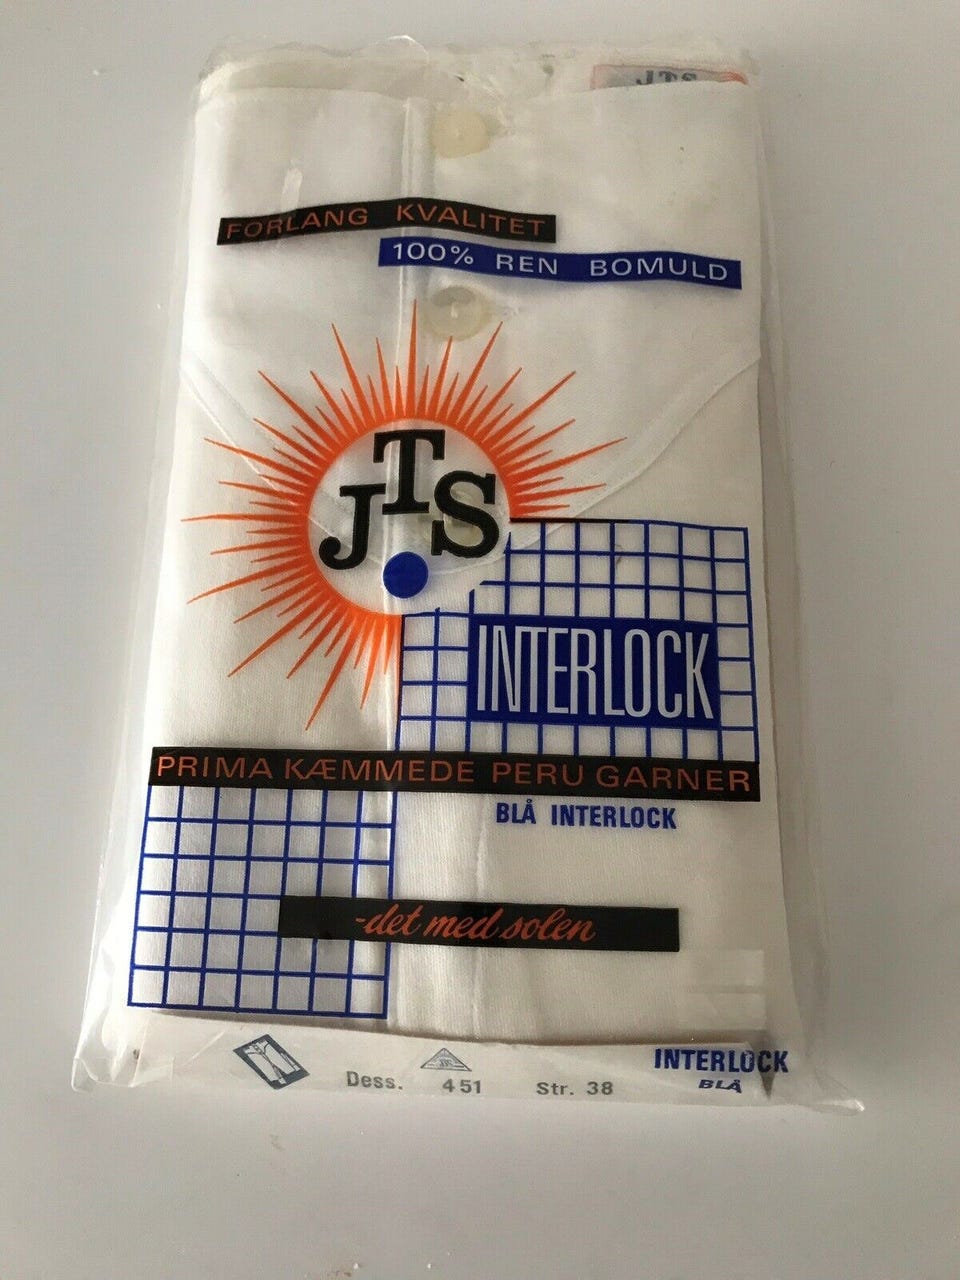 JTS
FORLANG KVALITET
100% REN BOMULD
JTS
INTERLOCK
PRIMA KÆMMEDE PERU GARNER
BLÅ INTERLOCK
-det med solen
INTERLOCK
BLÅ
Dess. 451 Str. 38